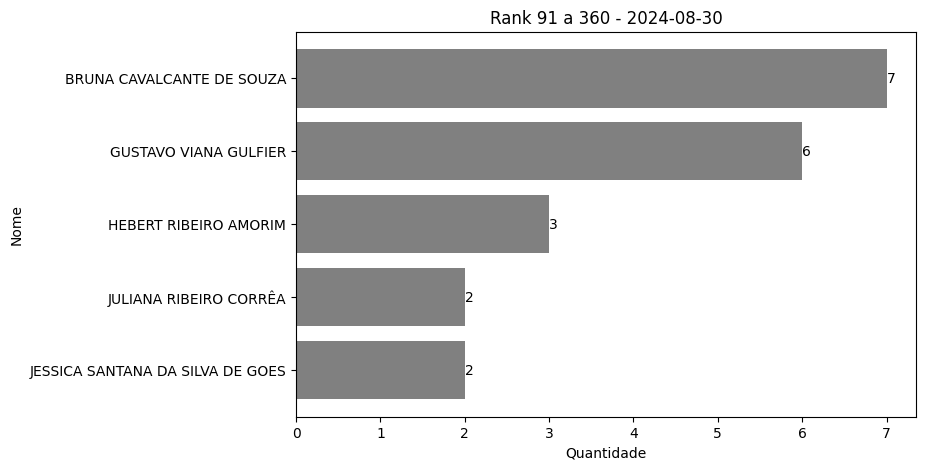 Rank 91 a 360 - 2024-08-30
BRUNA CAVALCANTE DE SOUZA
7
GUSTAVO VIANA GULFIER
6
HEBERT RIBEIRO AMORIM
3
JULIANA RIBEIRO CORRÊA
2
JESSICA SANTANA DA SILVA DE GOES
2
Nome
0 1 2 3 4 5 6 7
Quantidade